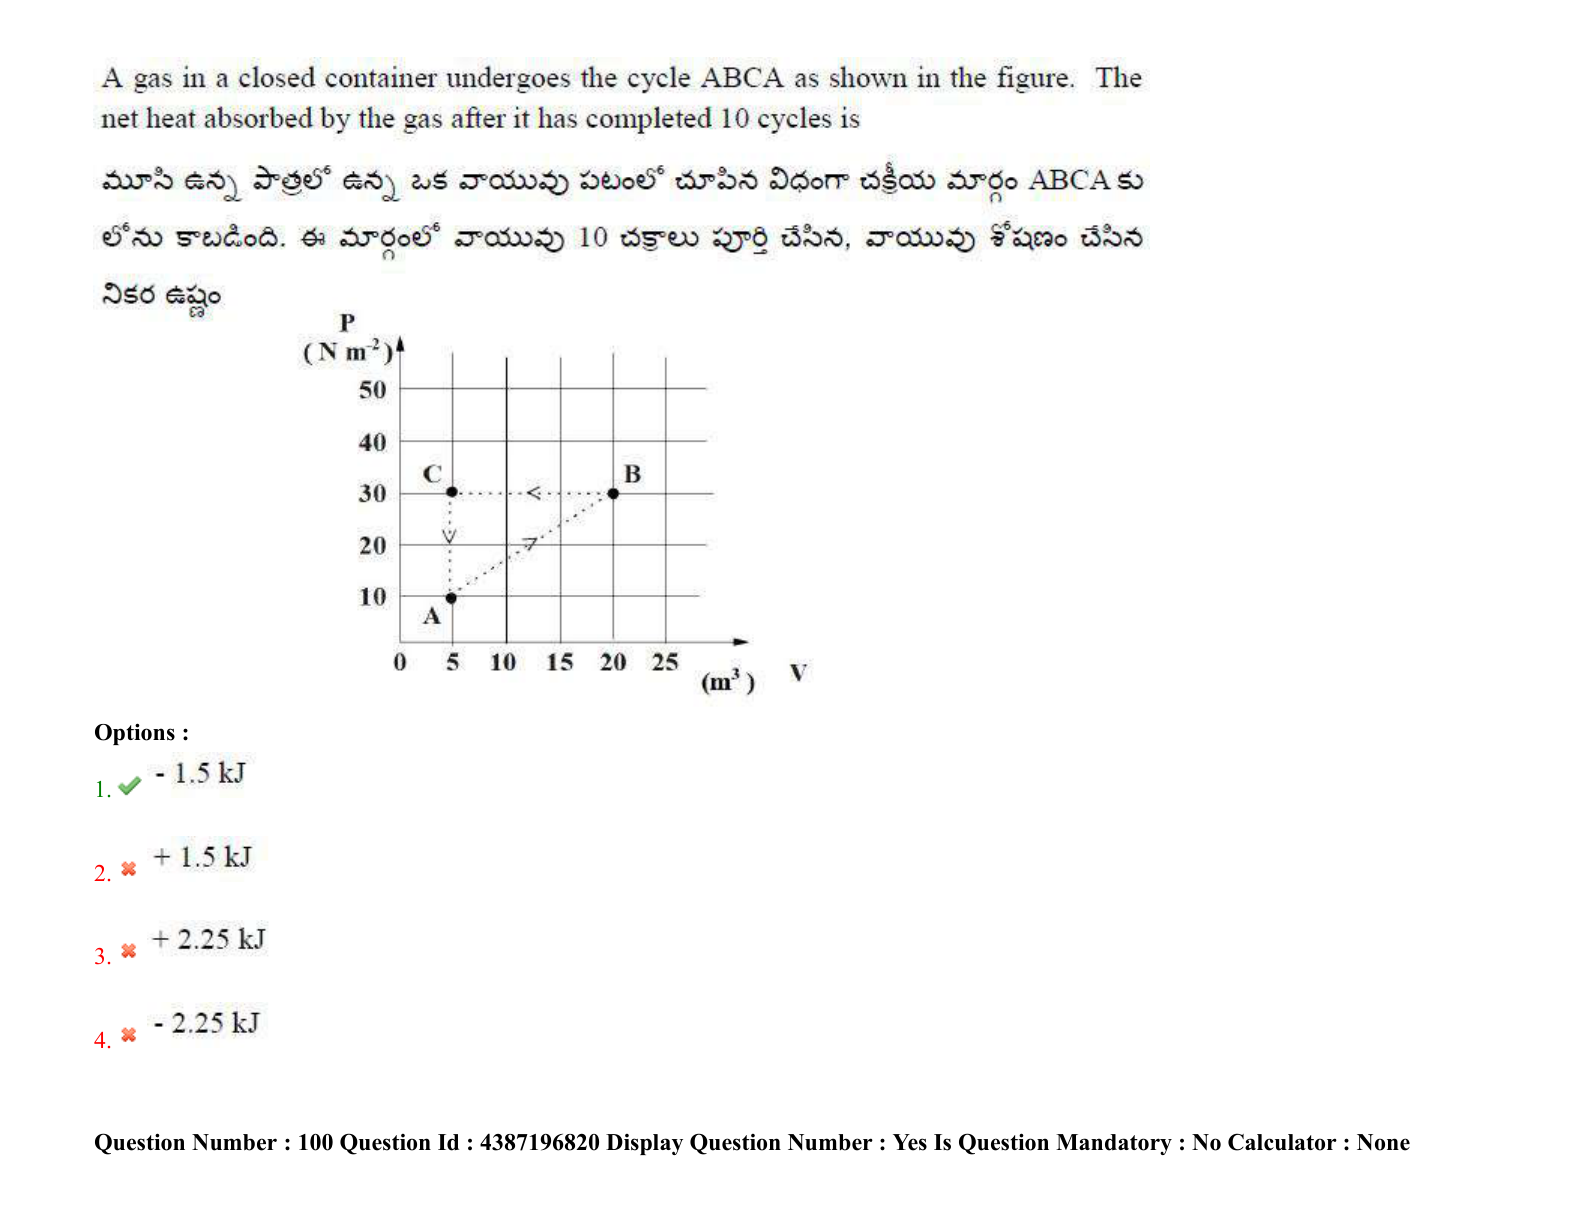 A gas in a closed container undergoes the cycle ABCA as shown in the figure. The
net heat absorbed by the gas after it has completed 10 cycles is
మూసి ఉన్న పాత్రలో ఉన్న ఒక వాయువు పటంలో చూపిన విధంగా చక్రీయ మార్గం ABCA కు
లోను కాబడింది. ఈ మార్గంలో వాయువు 10 చక్రాలు పూర్తి చేసిన, వాయువు శోషణం చేసిన
నికర ఉష్ణం
P
( N m⁻²)
50
40
C B
30
20
10
A
0 5 10 15 20 25
(m³ ) V
Options :
1. - 1.5 kJ
2. + 1.5 kJ
3. + 2.25 kJ
4. - 2.25 kJ
Question Number : 100 Question Id : 4387196820 Display Question Number : Yes Is Question Mandatory : No Calculator : None